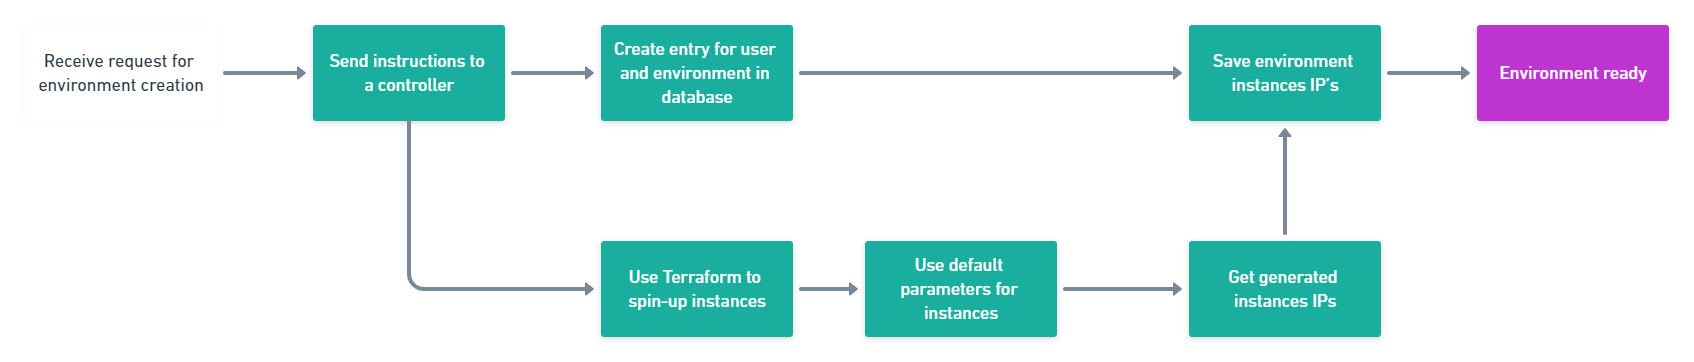 Receive request for
environment creation
Send instructions to
a controller
Create entry for user
and environment in
database
Save environment
instances IP's
Environment ready
Use Terraform to
spin-up instances
Use default
parameters for
instances
Get generated
instances IPs